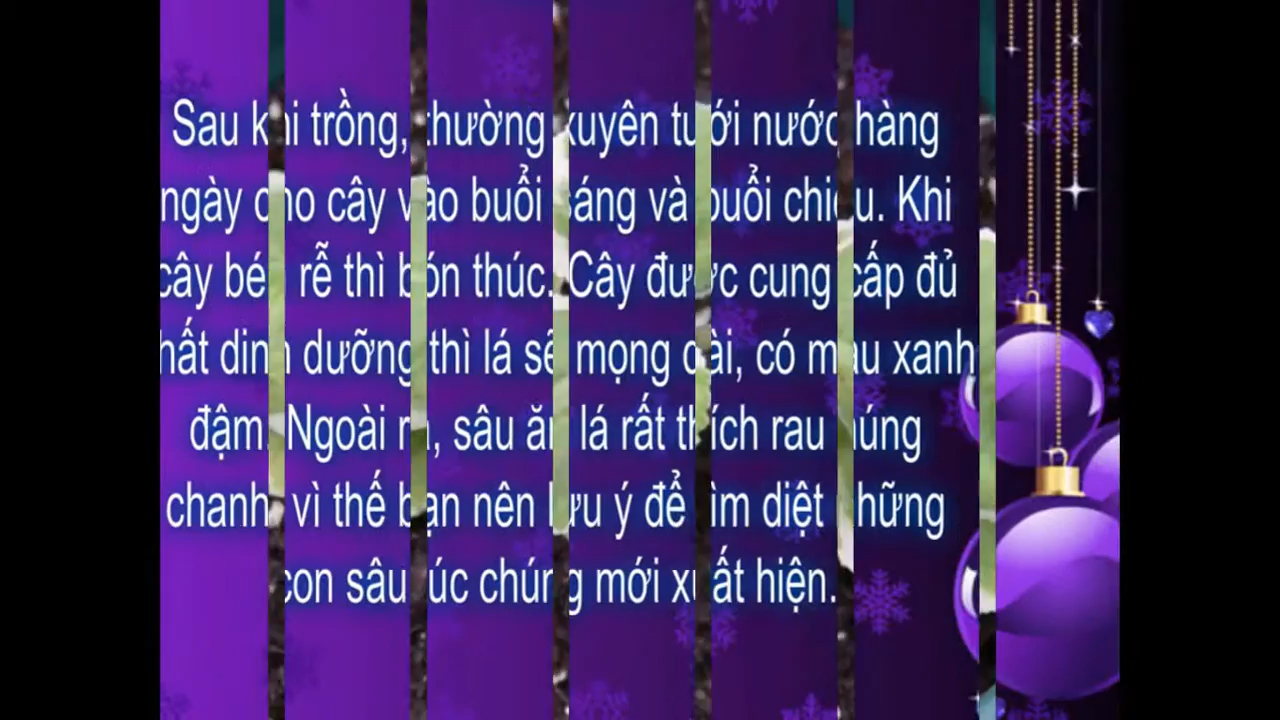 Sau khi trồng, thường xuyên tưới nước hàng
ngày cho cây vào buổi sáng và buổi chiều. Khi
cây bén rễ thì bón thúc. Cây được cung cấp đủ
chất dinh dưỡng thì lá sẽ mọng dài, có màu xanh
đậm. Ngoài ra, sâu ăn lá rất thích rau húng
chanh, vì thế bạn nên lưu ý để tìm diệt những
con sâu lúc chúng mới xuất hiện.